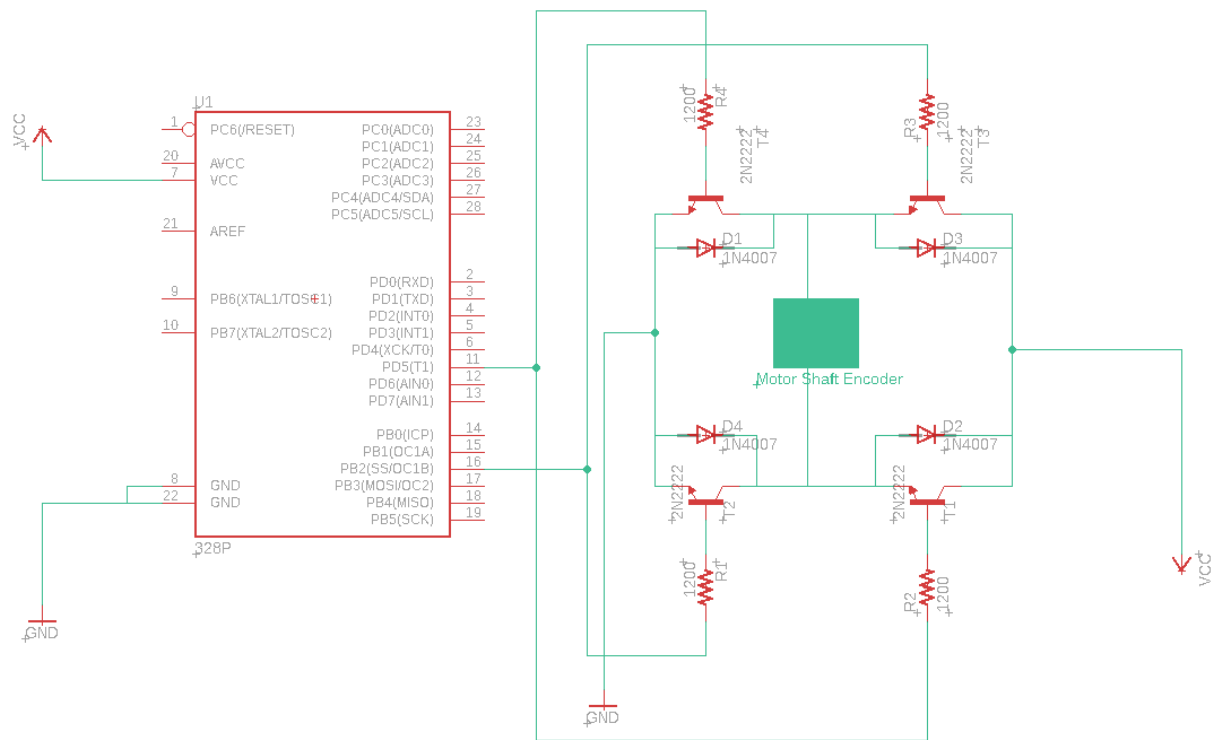 U1
VCC
1 PC6(/RESET)
20 AVCC
7 VCC
21 AREF
9 PB6(XTAL1/TOSC1)
10 PB7(XTAL2/TOSC2)
8 GND
22 GND
PC0(ADC0) 23
PC1(ADC1) 24
PC2(ADC2) 25
PC3(ADC3) 26
PC4(ADC4/SDA) 27
PC5(ADC5/SCL) 28
PD0(RXD) 2
PD1(TXD) 3
PD2(INT0) 4
PD3(INT1) 5
PD4(XCK/T0) 6
PD5(T1) 11
PD6(AIN0) 12
PD7(AIN1) 13
PB0(ICP) 14
PB1(OC1A) 15
PB2(SS/OC1B) 16
PB3(MOSI/OC2) 17
PB4(MISO) 18
PB5(SCK) 19
328P
GND
1200
R4
2N2222
T4
R3
1200
2N2222
T3
D1
1N4007
D3
1N4007
Motor Shaft Encoder
D4
1N4007
D2
1N4007
2N2222
T2
2N2222
T1
1200
R1
R2
1200
GND
VCC